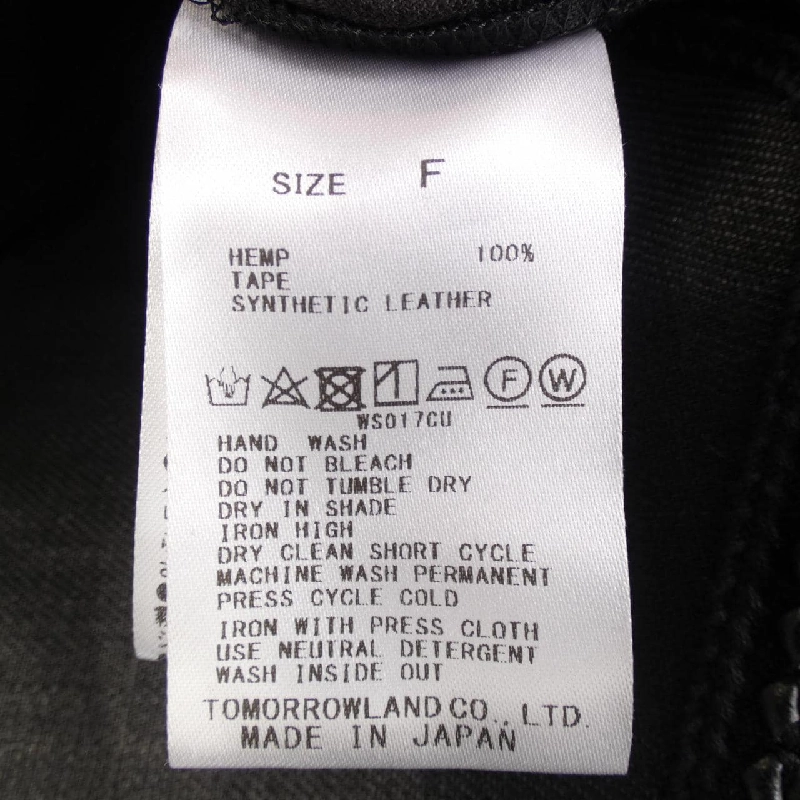 SIZE F
HEMP 100%
TAPE
SYNTHETIC LEATHER
F W
WS017CU
HAND WASH
DO NOT BLEACH
DO NOT TUMBLE DRY
DRY IN SHADE
IRON HIGH
DRY CLEAN SHORT CYCLE
MACHINE WASH PERMANENT
PRESS CYCLE COLD
IRON WITH PRESS CLOTH
USE NEUTRAL DETERGENT
WASH INSIDE OUT
TOMORROWLAND CO., LTD.
MADE IN JAPAN